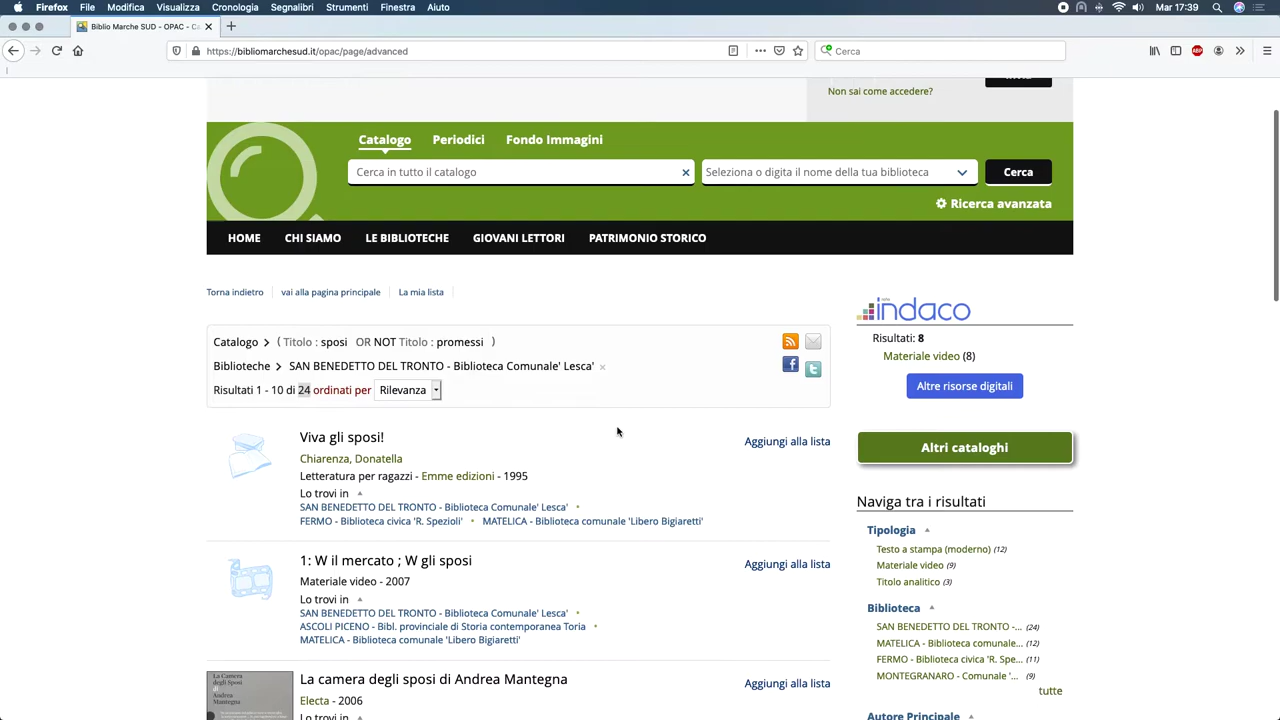 Firefox File Modifica Visualizza Cronologia Segnalibri Strumenti Finestra Aiuto Mar 17:39
Biblio Marche SUD - OPAC - Ca
https://bibliomarchesud.it/opac/page/advanced
Cerca
Non sai come accedere?
Catalogo Periodici Fondo Immagini
Cerca in tutto il catalogo
Seleziona o digita il nome della tua biblioteca
Cerca
Ricerca avanzata
HOME CHI SIAMO LE BIBLIOTECHE GIOVANI LETTORI PATRIMONIO STORICO
Torna indietro vai alla pagina principale La mia lista
Catalogo > ( Titolo : sposi OR NOT Titolo : promessi )
Biblioteche > SAN BENEDETTO DEL TRONTO - Biblioteca Comunale' Lesca'
Risultati 1 - 10 di 24 ordinati per Rilevanza
Viva gli sposi!
Aggiungi alla lista
Chiarenza, Donatella
Letteratura per ragazzi - Emme edizioni - 1995
Lo trovi in
SAN BENEDETTO DEL TRONTO - Biblioteca Comunale' Lesca'
FERMO - Biblioteca civica 'R. Spezioli' • MATELICA - Biblioteca comunale 'Libero Bigiaretti'
1: W il mercato ; W gli sposi
Aggiungi alla lista
Materiale video - 2007
Lo trovi in
SAN BENEDETTO DEL TRONTO - Biblioteca Comunale' Lesca'
ASCOLI PICENO - Bibl. provinciale di Storia contemporanea Toria
MATELICA - Biblioteca comunale 'Libero Bigiaretti'
La Camera
degli Sposi
di
Andrea
Mantegna
La camera degli sposi di Andrea Mantegna
Aggiungi alla lista
Electa - 2006
Lo trovi in
indaco
Risultati: 8
Materiale video (8)
Altre risorse digitali
Altri cataloghi
Naviga tra i risultati
Tipologia
Testo a stampa (moderno) (12)
Materiale video (9)
Titolo analitico (3)
Biblioteca
SAN BENEDETTO DEL TRONTO -... (24)
MATELICA - Biblioteca comunale... (12)
FERMO - Biblioteca civica 'R. Spe... (11)
MONTEGRANARO - Comunale '... (9)
tutte
Autore Principale